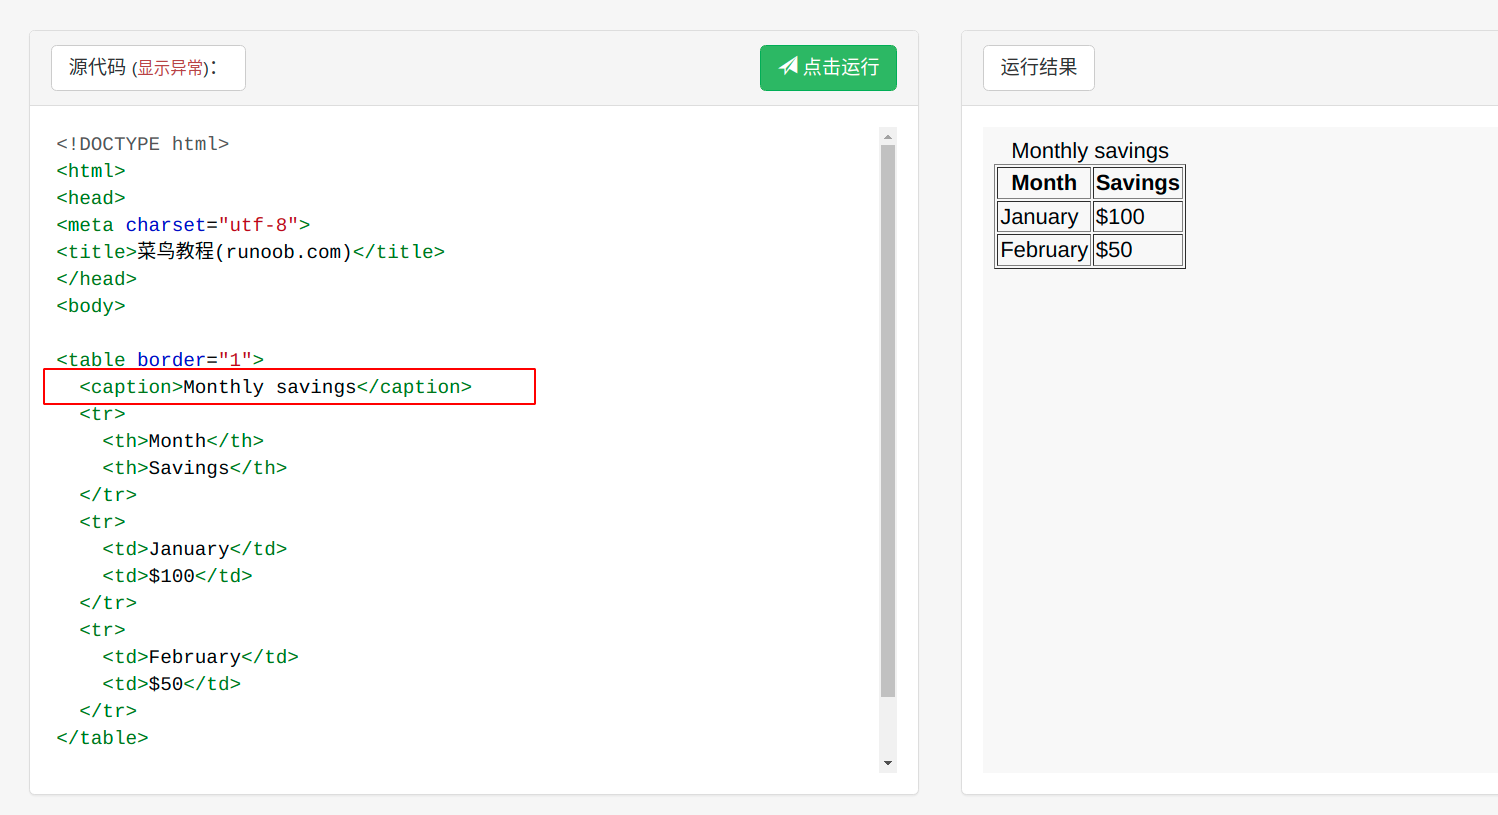 源代码 (显示异常)：
点击运行
<!DOCTYPE html>
<html>
<head>
<meta charset="utf-8">
<title>菜鸟教程(runoob.com)</title>
</head>
<body>
<table border="1">
<caption>Monthly savings</caption>
<tr>
<th>Month</th>
<th>Savings</th>
</tr>
<tr>
<td>January</td>
<td>$100</td>
</tr>
<tr>
<td>February</td>
<td>$50</td>
</tr>
</table>
运行结果
Monthly savings
Month Savings
January $100
February $50